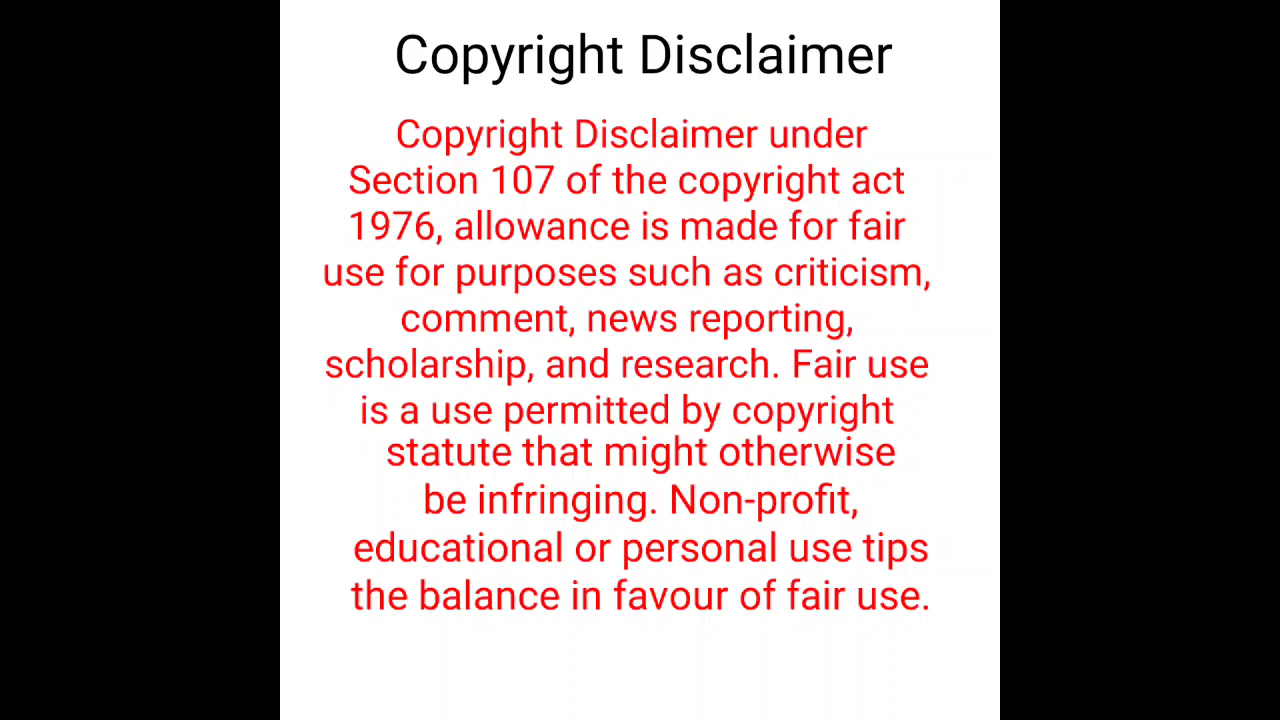 Copyright Disclaimer
Copyright Disclaimer under
Section 107 of the copyright act
1976, allowance is made for fair
use for purposes such as criticism,
comment, news reporting,
scholarship, and research. Fair use
is a use permitted by copyright
statute that might otherwise
be infringing. Non-profit,
educational or personal use tips
the balance in favour of fair use.